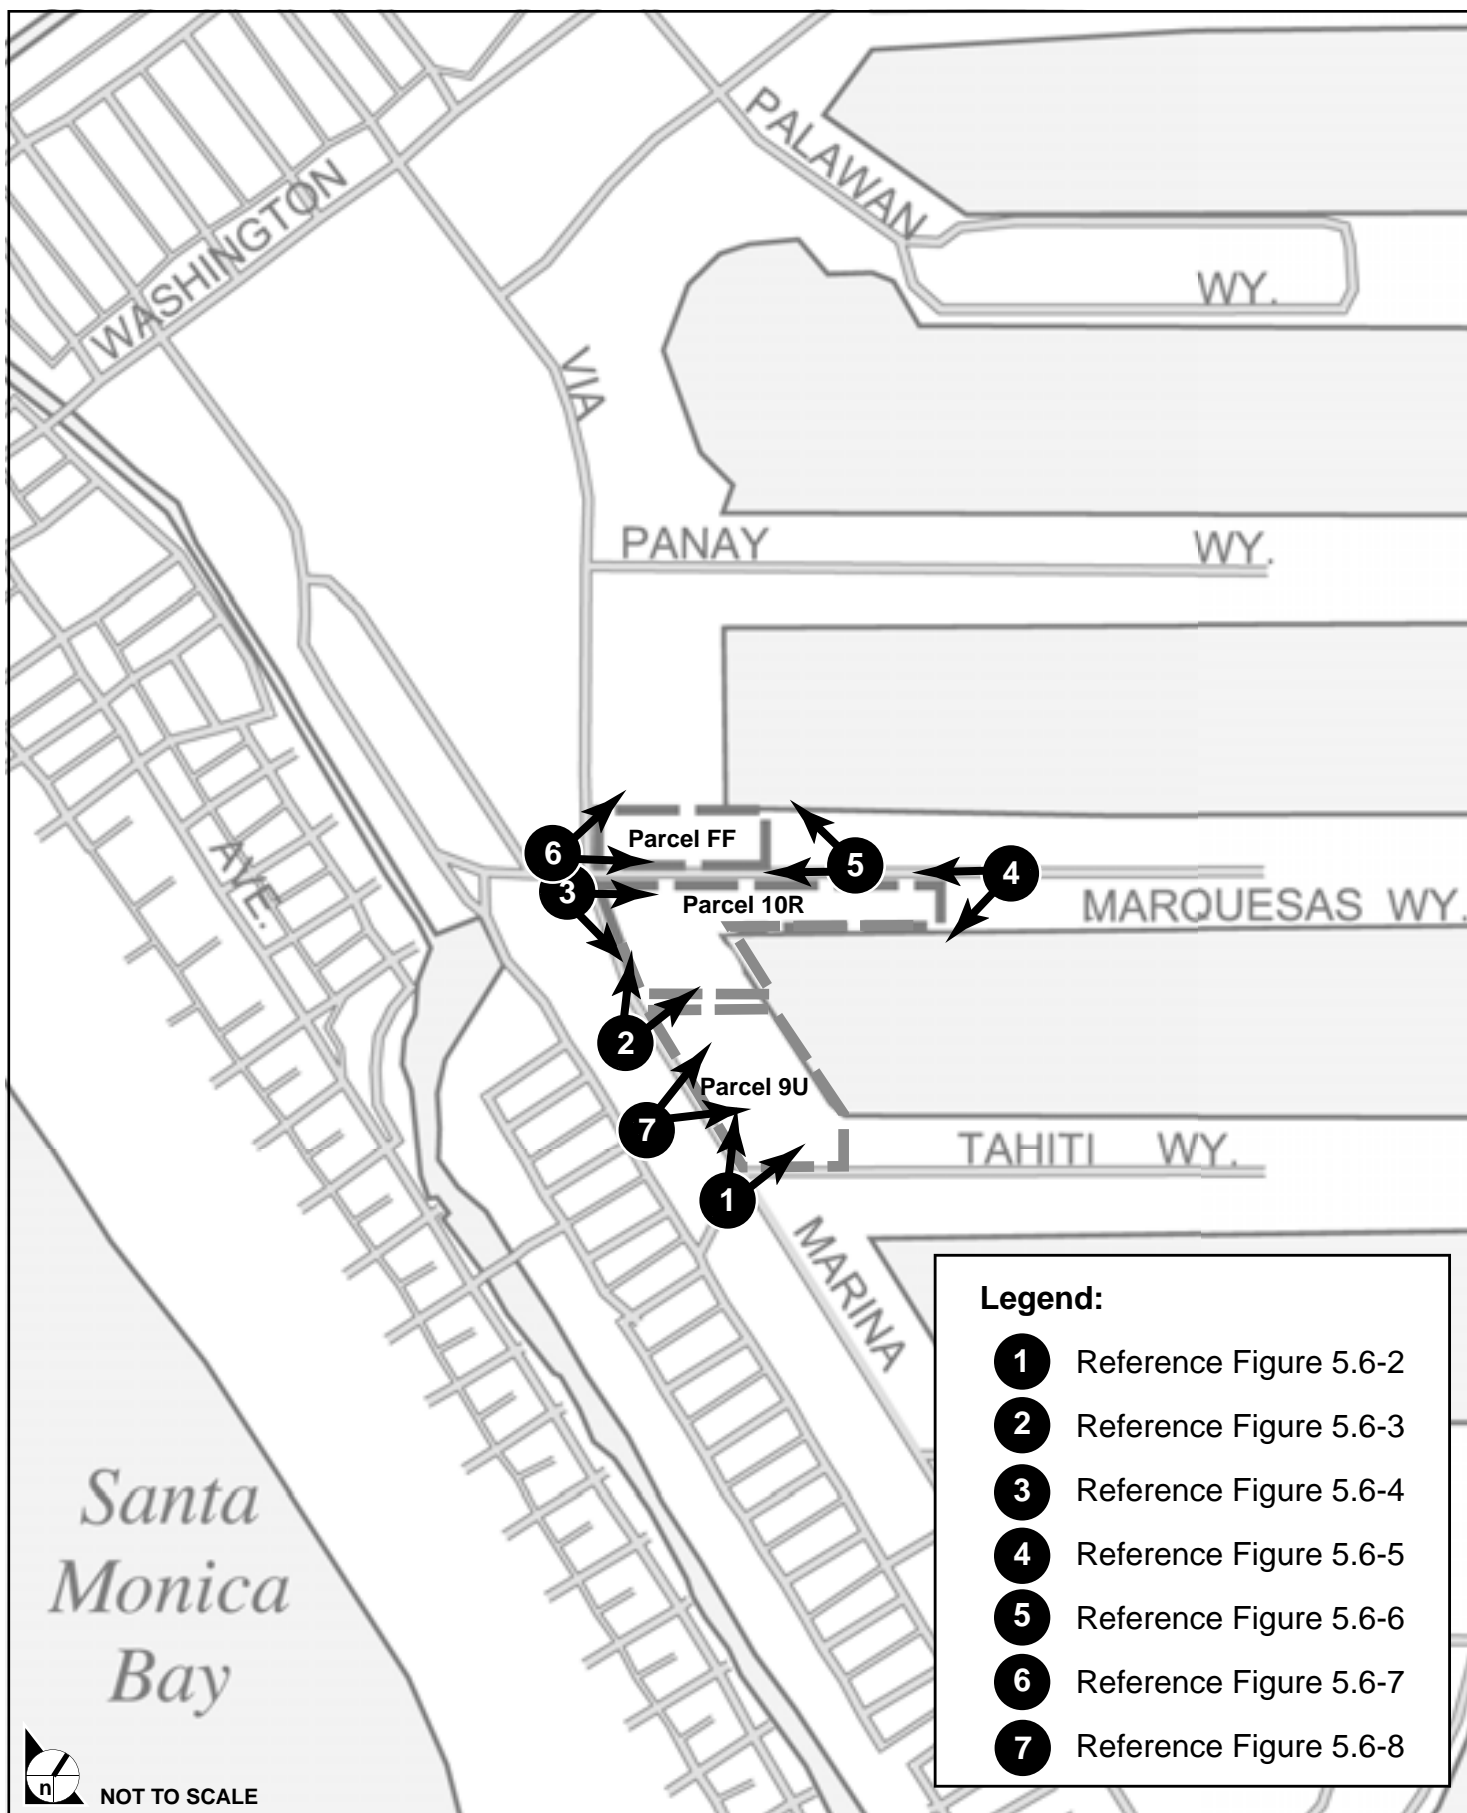 PALAWAN
WY.
WASHINGTON
VIA
PANAY WY.
6
Parcel FF
5
4
3
Parcel 10R
MARQUESAS WY.
AVE.
2
Parcel 9U
7
TAHITI WY.
1
MARINA
Legend:
1 Reference Figure 5.6-2
2 Reference Figure 5.6-3
3 Reference Figure 5.6-4
4 Reference Figure 5.6-5
5 Reference Figure 5.6-6
6 Reference Figure 5.6-7
7 Reference Figure 5.6-8
Santa
Monica
Bay
n
NOT TO SCALE